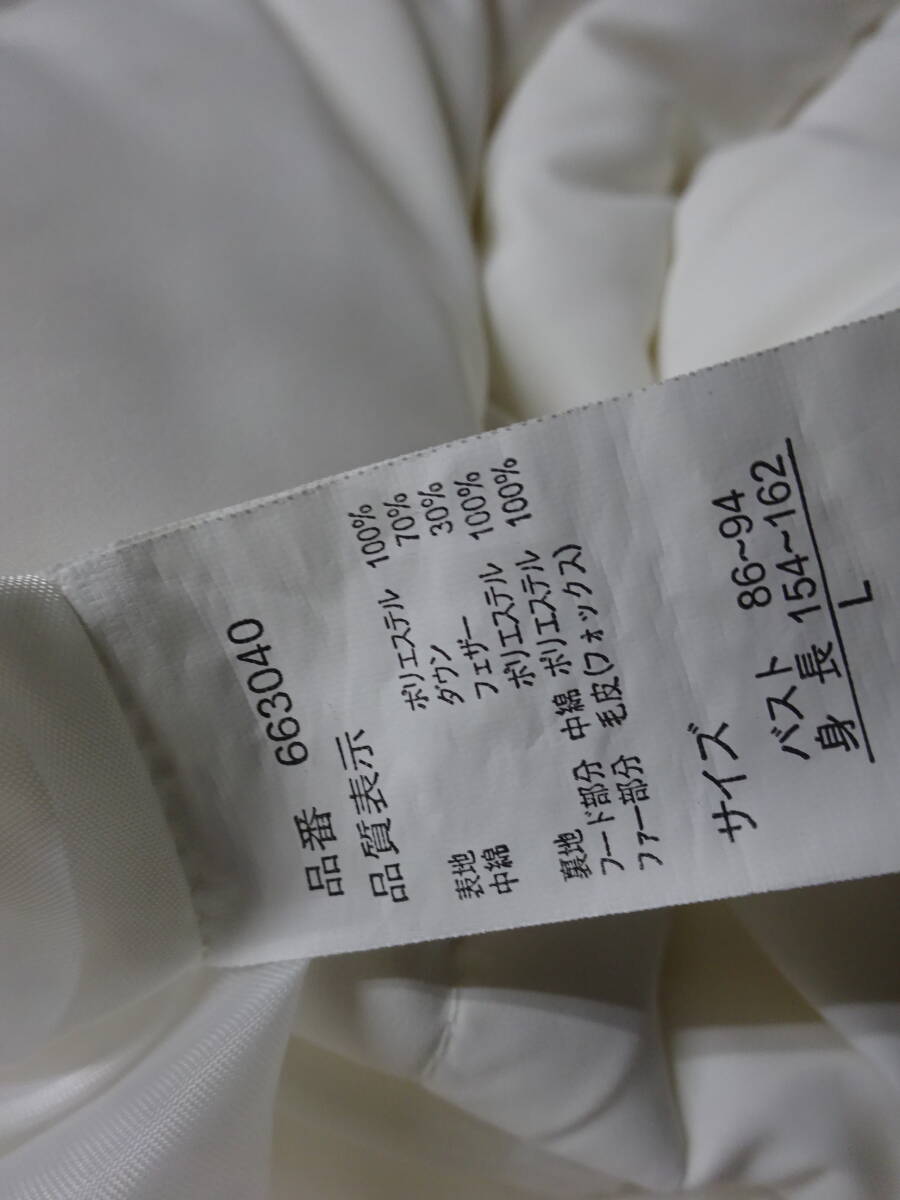 品番 663040
品質表示
表地 ポリエステル 100%
中綿 ダウン 70%
フェザー 30%
裏地 ポリエステル 100%
フード部分 中綿 ポリエステル 100%
ファー部分 毛皮(フォックス)
サイズ
バスト 86~94
身長 154~162
L